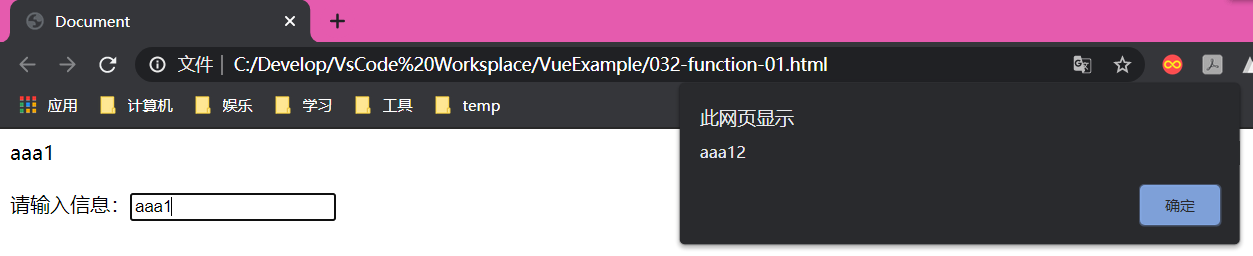 Document
文件 | C:/Develop/VsCode%20Worksplace/VueExample/032-function-01.html
应用 计算机 娱乐 学习 工具 temp
此网页显示
aaa12
确定
aaa1
请输入信息：aaa1